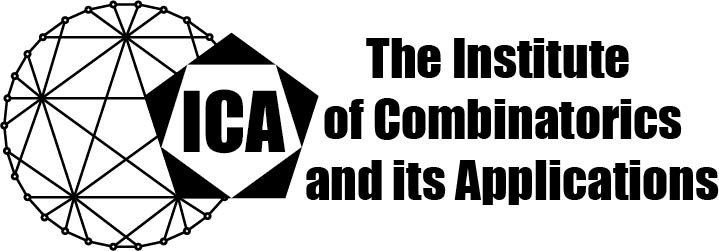 ICA
The Institute
of Combinatorics
and its Applications